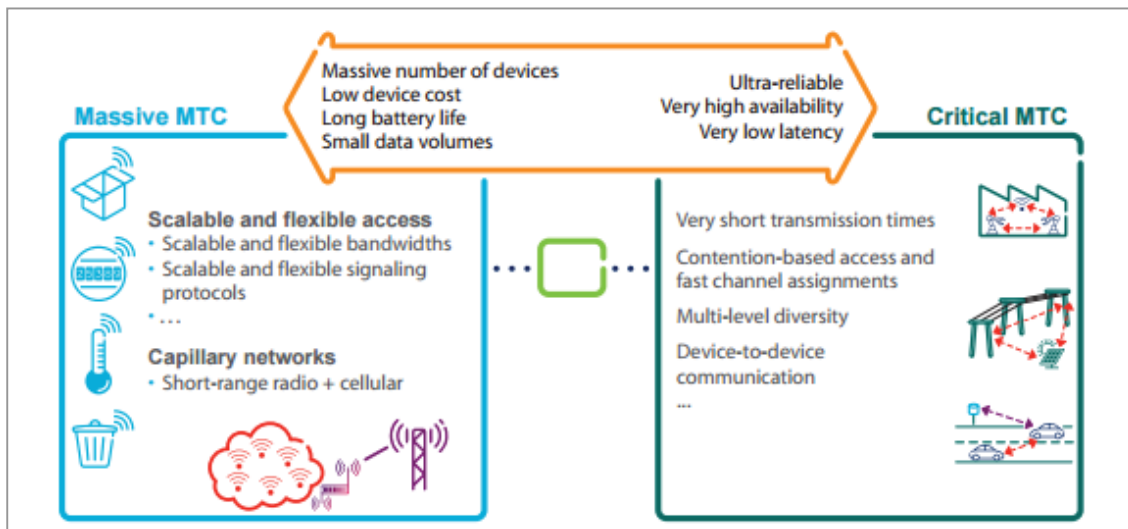 Massive number of devices
Low device cost
Long battery life
Small data volumes
Ultra-reliable
Very high availability
Very low latency
Massive MTC
Scalable and flexible access
• Scalable and flexible bandwidths
• Scalable and flexible signaling
protocols
• ...
Capillary networks
• Short-range radio + cellular
Critical MTC
Very short transmission times
Contention-based access and
fast channel assignments
Multi-level diversity
Device-to-device
communication
...